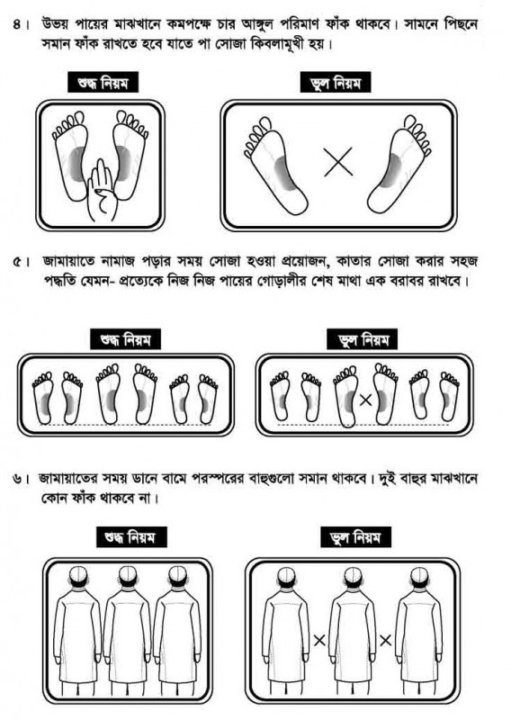 ৪। উভয় পায়ের মাঝখানে কমপক্ষে চার আঙ্গুল পরিমাণ ফাঁক থাকবে। সামনে পিছনে
সমান ফাঁক রাখতে হবে যাতে পা সোজা কিবলামূখী হয়।
শুদ্ধ নিয়ম
ভুল নিয়ম
৫। জামায়াতে নামাজ পড়ার সময় সোজা হওয়া প্রয়োজন, কাতার সোজা করার সহজ
পদ্ধতি যেমন- প্রত্যেকে নিজ নিজ পায়ের গোড়ালীর শেষ মাথা এক বরাবর রাখবে।
শুদ্ধ নিয়ম
ভুল নিয়ম
৬। জামায়াতের সময় ডানে বামে পরস্পরের বাহুগুলো সমান থাকবে। দুই বাহুর মাঝখানে
কোন ফাঁক থাকবে না।
শুদ্ধ নিয়ম
ভুল নিয়ম